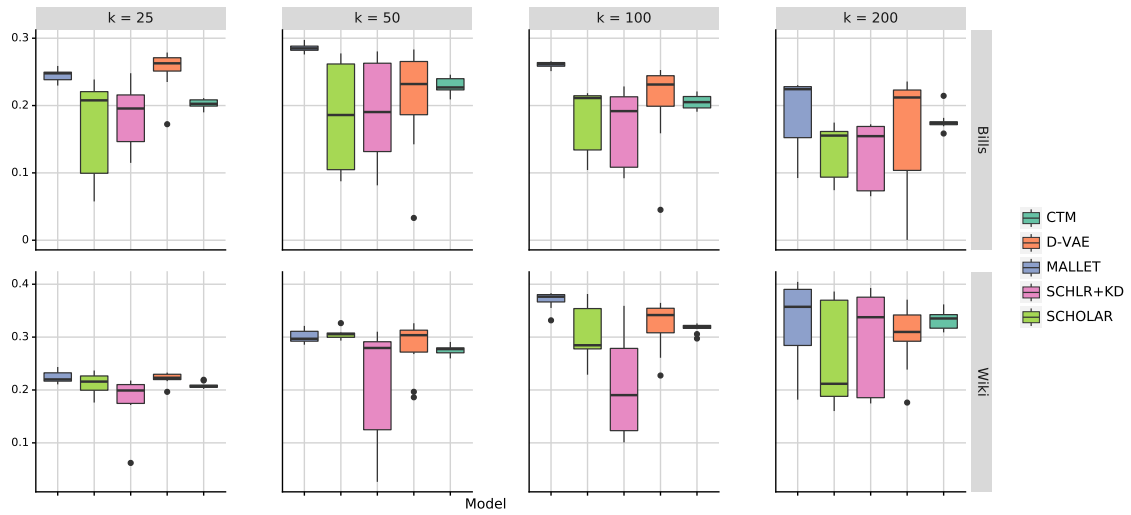 k = 25
k = 50
k = 100
k = 200
0.3
0.2
0.1
0
Bills
0.4
0.3
0.2
0.1
Wiki
Model
CTM
D-VAE
MALLET
SCHLR+KD
SCHOLAR